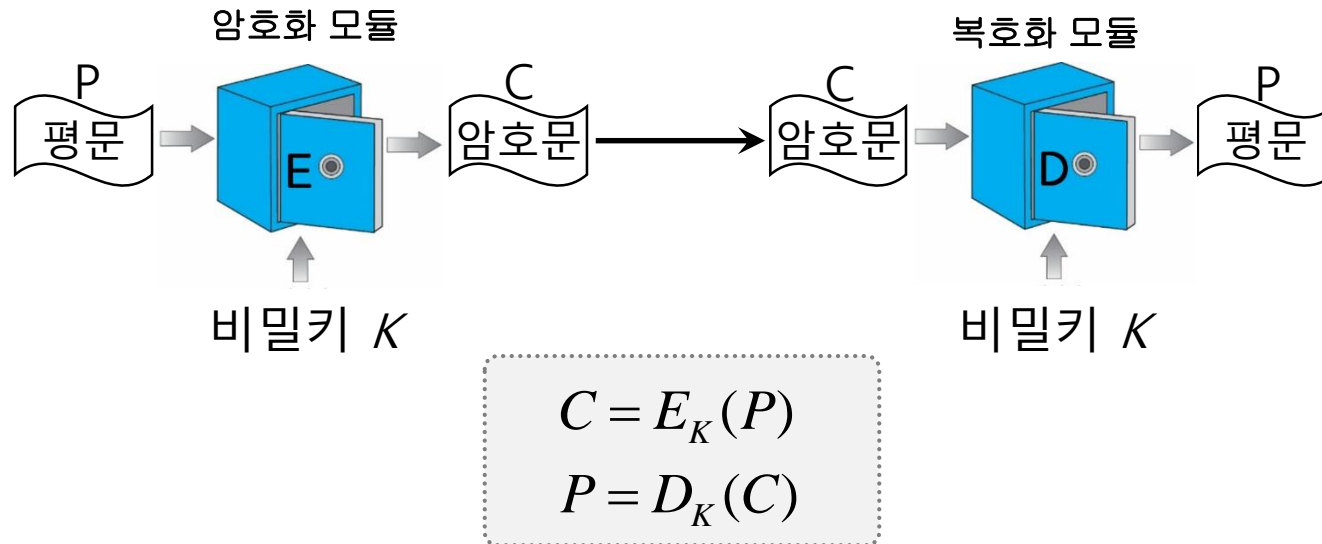 암호화 모듈
P
평문
E
비밀키 K
C
암호문
C
암호문
복호화 모듈
D
비밀키 K
P
평문
C = E_K(P)
P = D_K(C)